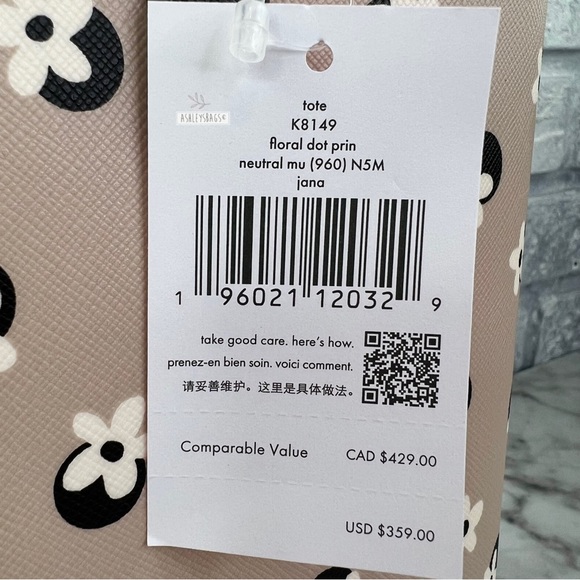 ASHLEYSBAGSK
tote
K8149
floral dot prin
neutral mu (960) N5M
jana
1 96021 12032 9
take good care. here's how.
prenez-en bien soin. voici comment.
请妥善维护。这里是具体做法。
Comparable Value CAD $429.00
USD $359.00